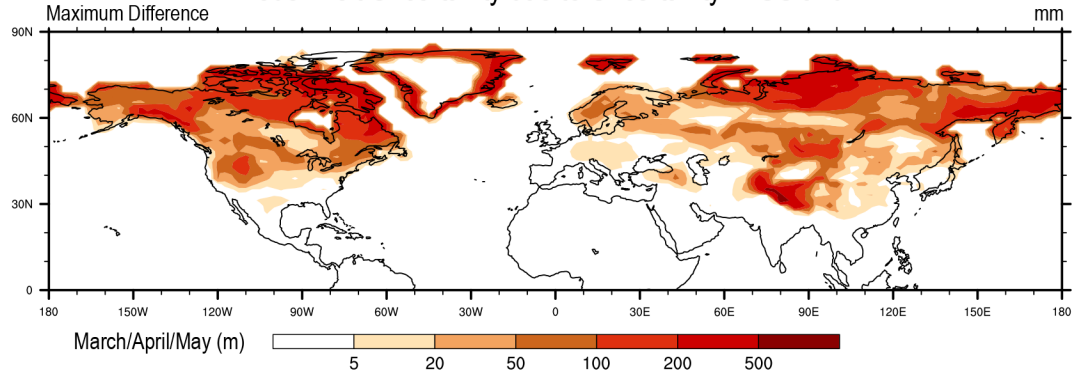 Maximum Difference mm
90N
60N
30N
0
180 150W 120W 90W 60W 30W 0 30E 60E 90E 120E 150E 180
March/April/May (m)
5 20 50 100 200 500